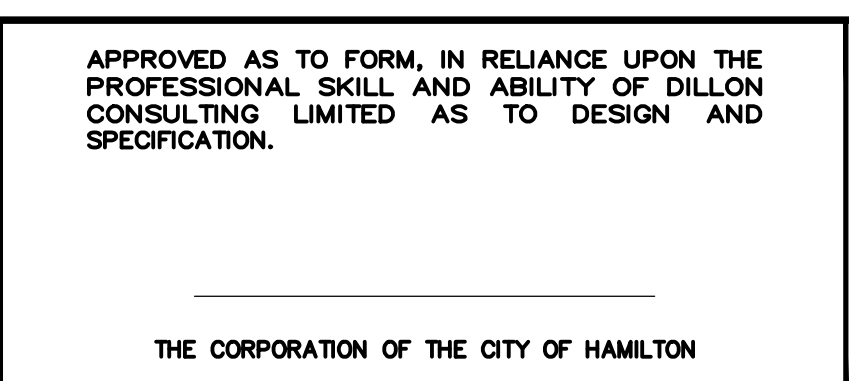 APPROVED AS TO FORM, IN RELIANCE UPON THE
PROFESSIONAL SKILL AND ABILITY OF DILLON
CONSULTING LIMITED AS TO DESIGN AND
SPECIFICATION.
THE CORPORATION OF THE CITY OF HAMILTON